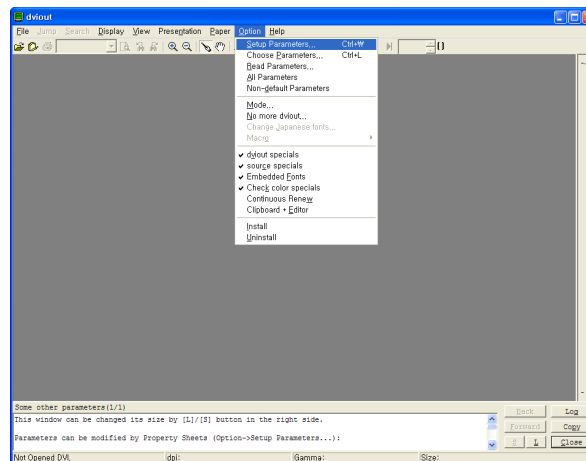 dviout
File Jump Search Display View Presentation Paper Option Help
Setup Parameters... Ctrl+₩
Choose Parameters... Ctrl+L
Read Parameters...
All Parameters
Non-default Parameters
Mode...
No more dviout...
Change Japanese fonts...
Macro
dviout specials
source specials
Embedded Fonts
Check color specials
Continuous Renew
Clipboard + Editor
Install
Uninstall
Some other parameters(1/1)
This window can be changed its size by [L]/[S] button in the right side.
Parameters can be modified by Property Sheets (Option->Setup Parameters...):
Back Log
Forward Copy
S L Close
Not Opened DVI. dpi: Gamma: Size: